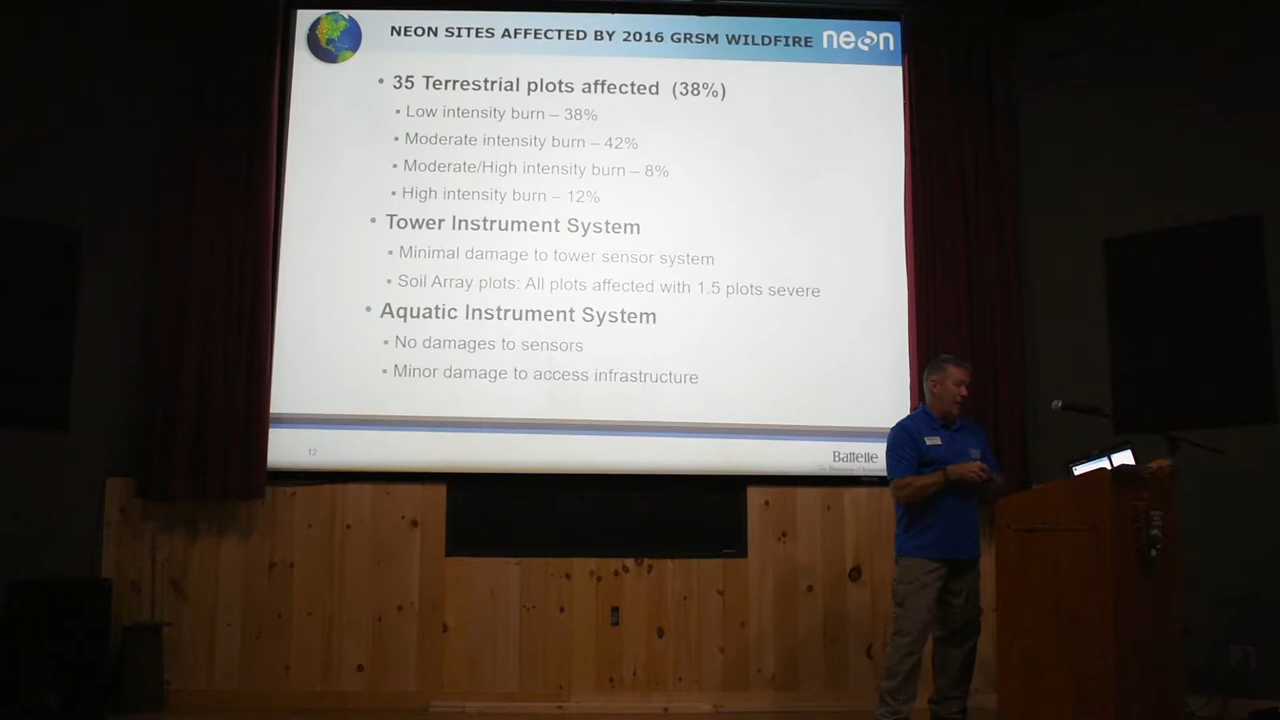 NEON SITES AFFECTED BY 2016 GRSM WILDFIRE
neon
• 35 Terrestrial plots affected (38%)
▪ Low intensity burn – 38%
▪ Moderate intensity burn – 42%
▪ Moderate/High intensity burn – 8%
▪ High intensity burn – 12%
• Tower Instrument System
▪ Minimal damage to tower sensor system
▪ Soil Array plots: All plots affected with 1.5 plots severe
• Aquatic Instrument System
▪ No damages to sensors
▪ Minor damage to access infrastructure
12
Battelle